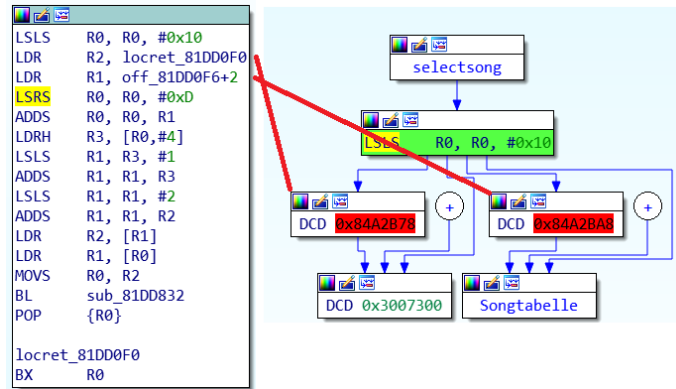 LSLS R0, R0, #0x10
LDR R2, locret_81DD0F0
LDR R1, off_81DD0F6+2
LSRS R0, R0, #0xD
ADDS R0, R0, R1
LDRH R3, [R0,#4]
LSLS R1, R3, #1
ADDS R1, R1, R3
LSLS R1, R1, #2
ADDS R1, R1, R2
LDR R2, [R1]
LDR R1, [R0]
MOVS R0, R2
BL sub_81DD832
POP {R0}
locret_81DD0F0
BX R0
selectsong
LSLS R0, R0, #0x10
DCD 0x84A2B78
+
DCD 0x84A2BA8
+
DCD 0x3007300
Songtabelle